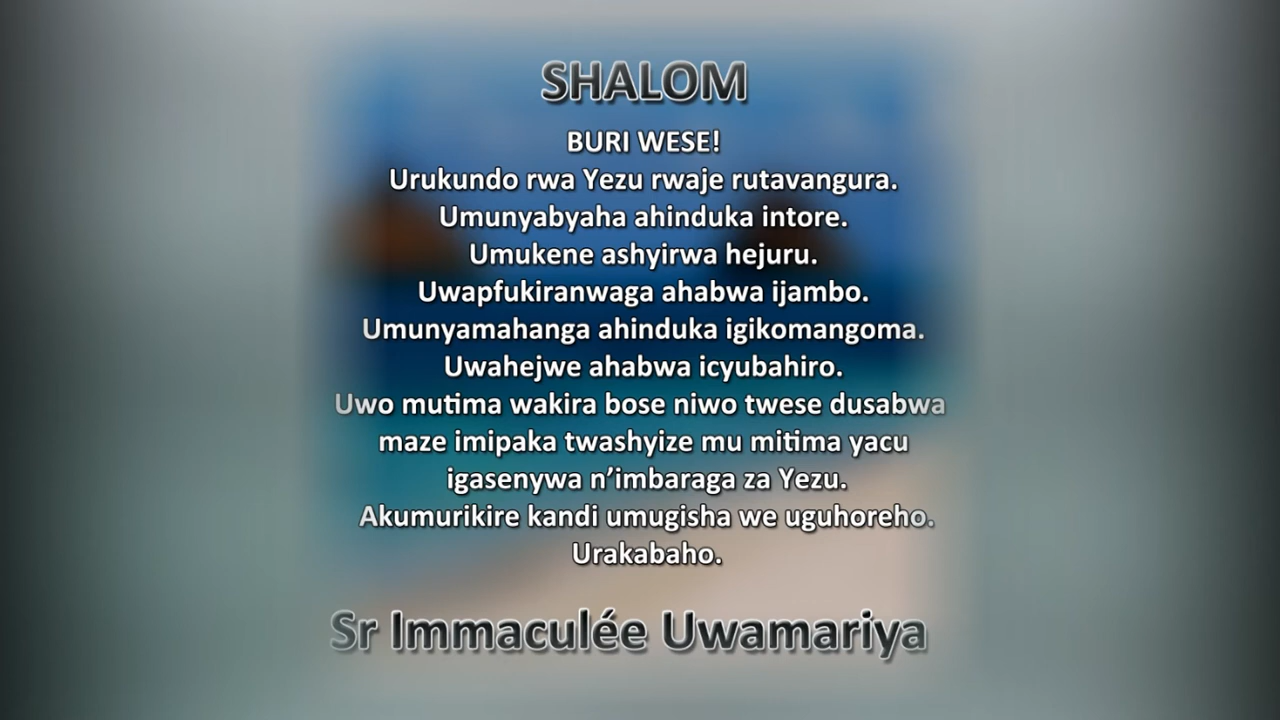 SHALOM
BURI WESE!
Urukundo rwa Yezu rwaje rutavangura.
Umunyabyaha ahinduka intore.
Umukene ashyirwa hejuru.
Uwapfukiranwaga ahabwa ijambo.
Umunyamahanga ahinduka igikomangoma.
Uwahejwe ahabwa icyubahiro.
Uwo mutima wakira bose niwo twese dusabwa
maze imipaka twashyize mu mitima yacu
igasenywa n’imbaraga za Yezu.
Akumurikire kandi umugisha we uguhoreho.
Urakabaho.
Sr Immaculée Uwamariya